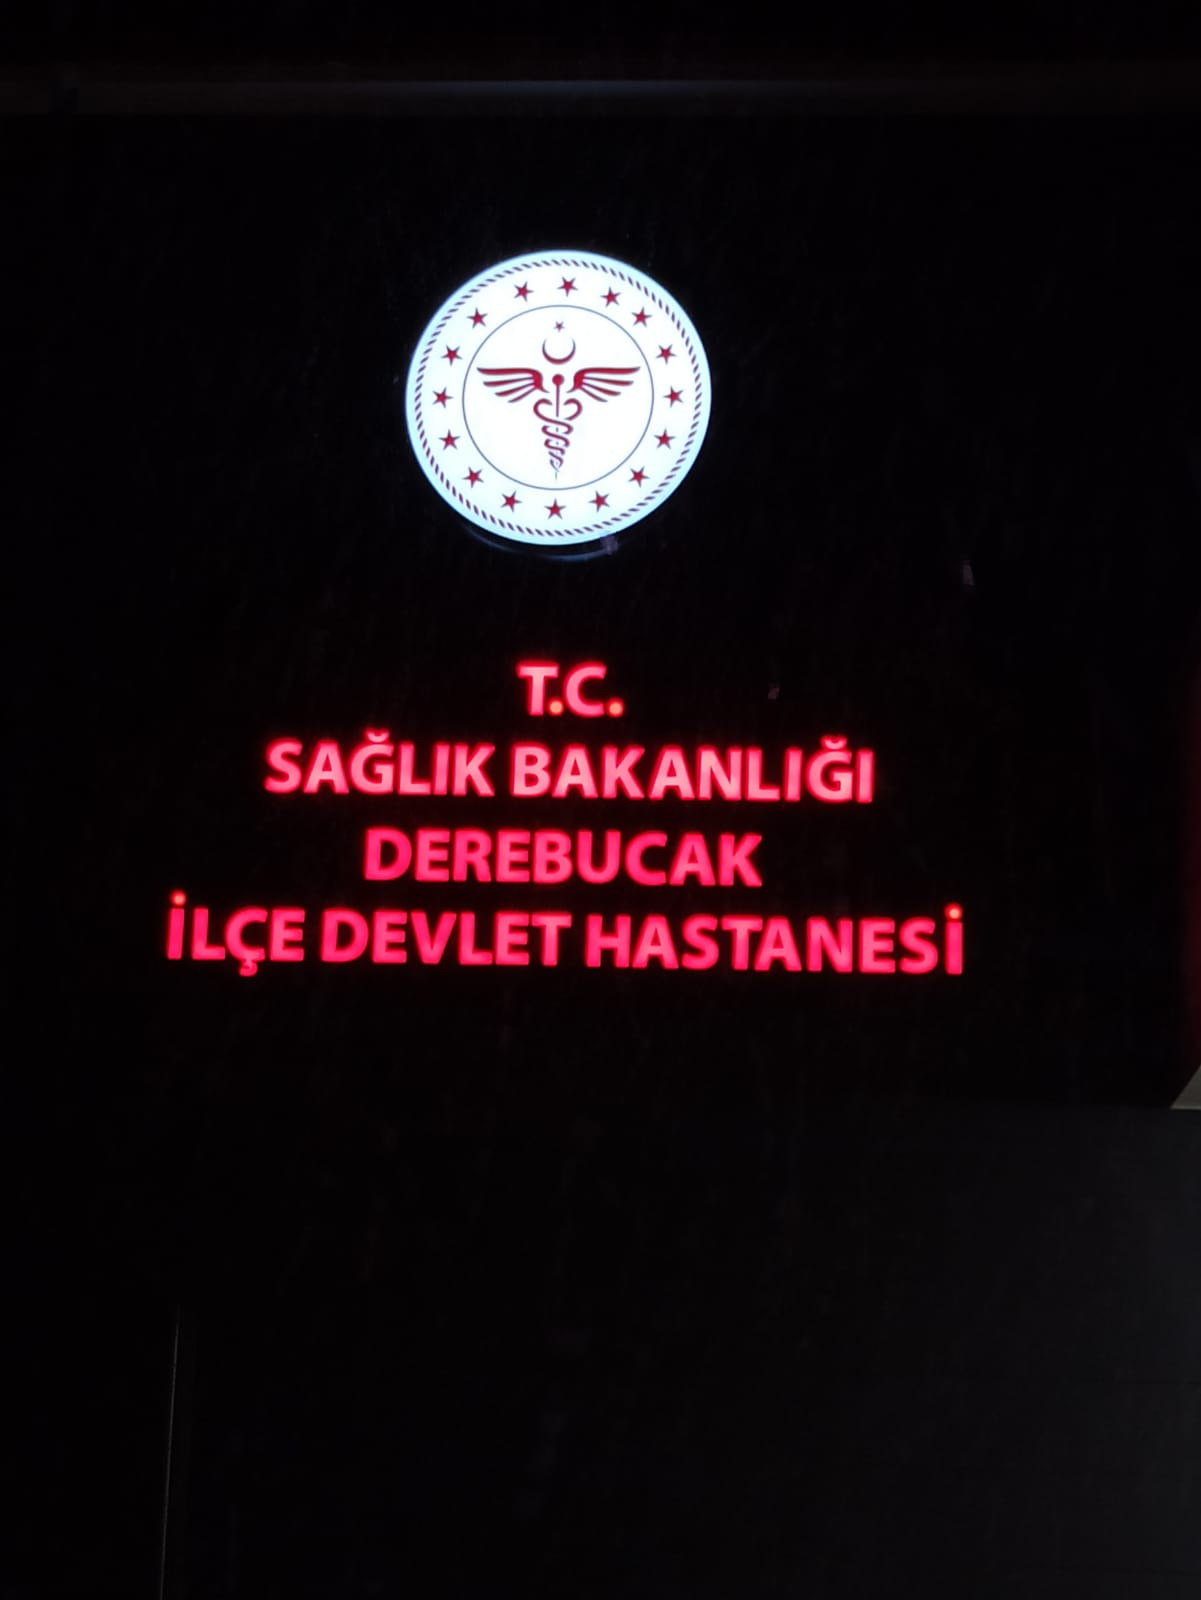 T.C.
SAĞLIK BAKANLIĞI
DEREBUCAK
İLÇE DEVLET HASTANESİ